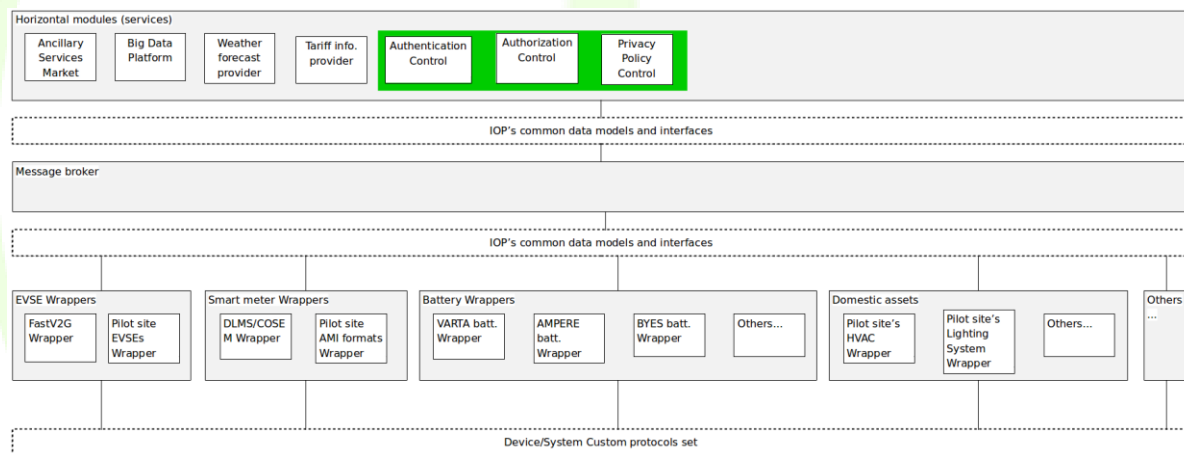 Horizontal modules (services)
Ancillary
Services
Market
Big Data
Platform
Weather
forecast
provider
Tariff info.
provider
Authentication
Control
Authorization
Control
Privacy
Policy
Control
IOP's common data models and interfaces
Message broker
IOP's common data models and interfaces
EVSE Wrappers
FastV2G
Wrapper
Pilot site
EVSEs
Wrapper
Smart meter Wrappers
DLMS/COSE
M Wrapper
Pilot site
AMI formats
Wrapper
Battery Wrappers
VARTA batt.
Wrapper
AMPERE
batt.
Wrapper
BYES batt.
Wrapper
Others...
Domestic assets
Pilot site's
HVAC
Wrapper
Pilot site's
Lighting
System
Wrapper
Others...
Others
...
Device/System Custom protocols set